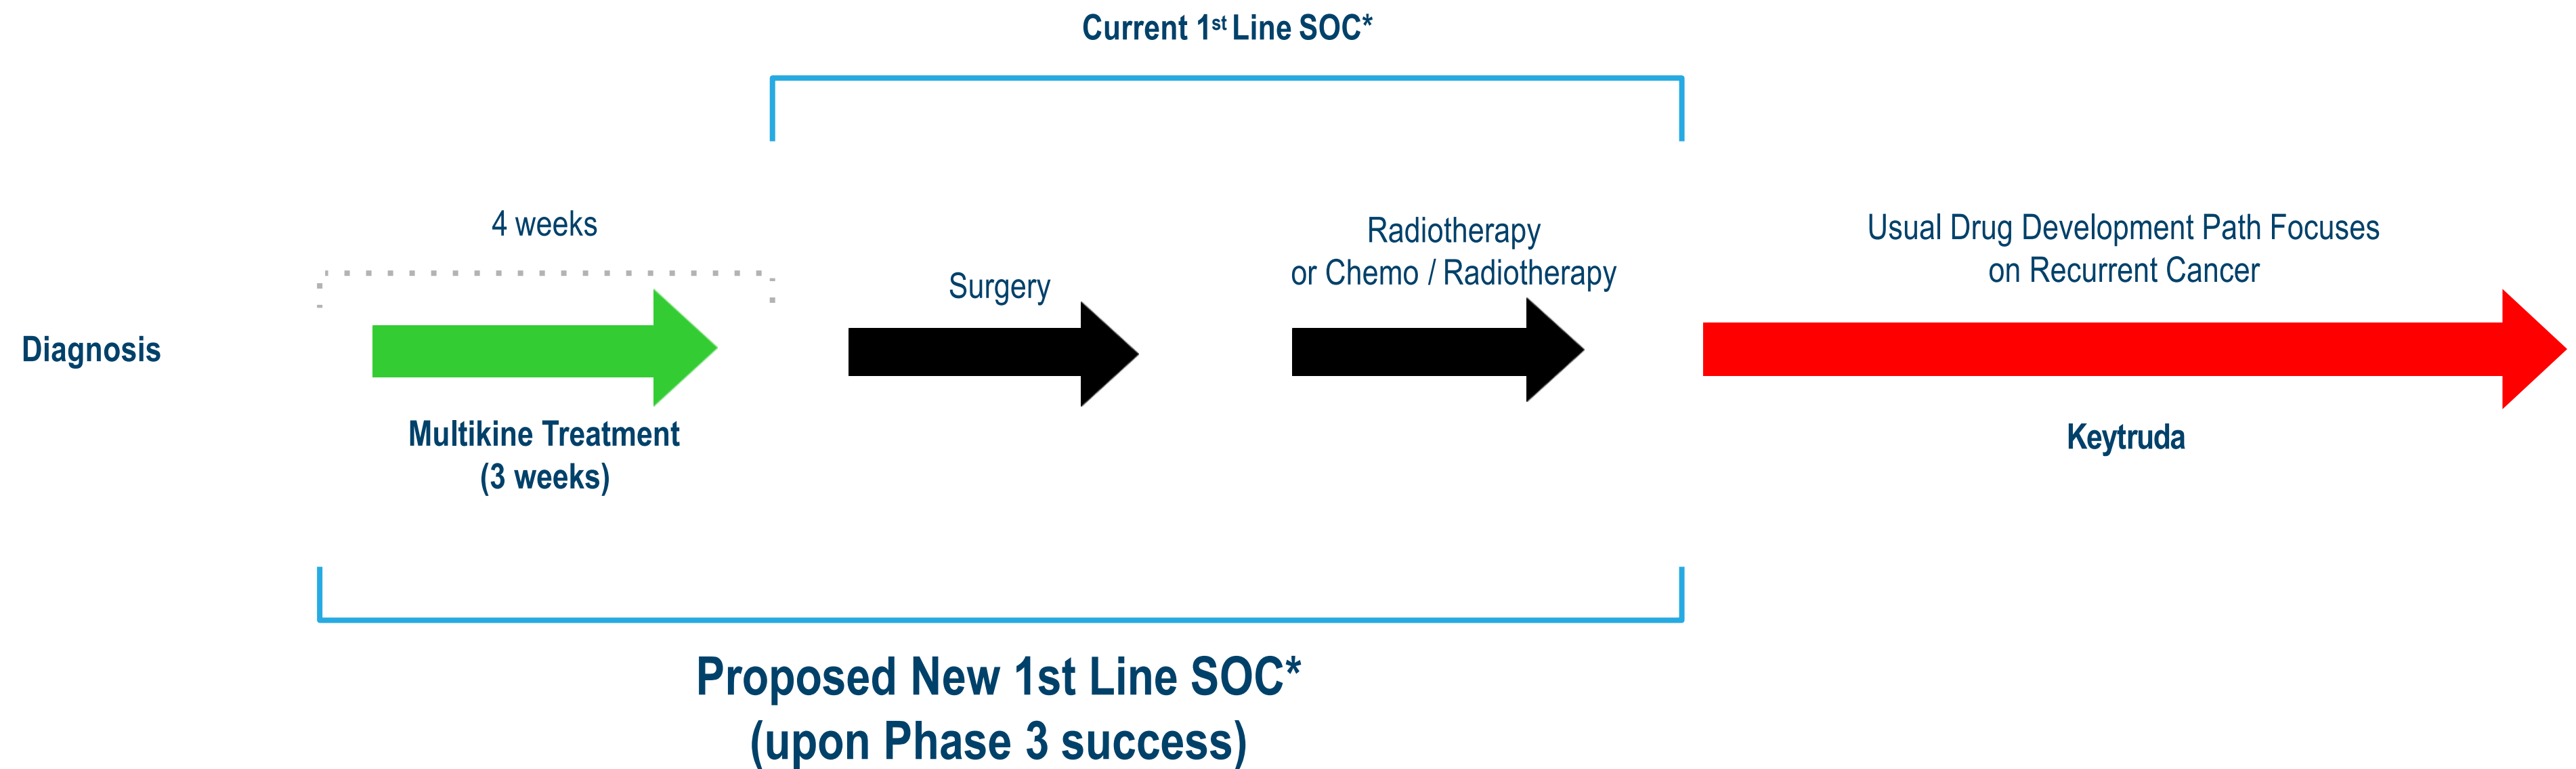 Current 1st Line SOC*
4 weeks
Surgery
Radiotherapy
or Chemo / Radiotherapy
Usual Drug Development Path Focuses
on Recurrent Cancer
Diagnosis
Multikine Treatment
(3 weeks)
Keytruda
Proposed New 1st Line SOC*
(upon Phase 3 success)